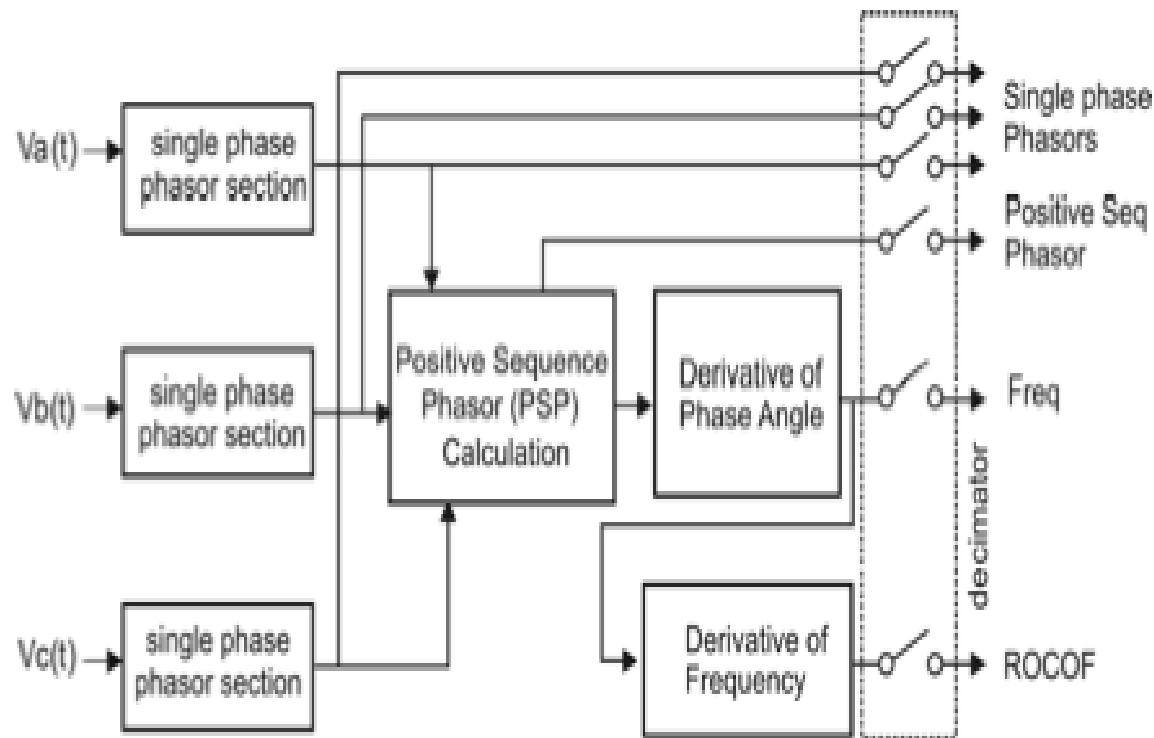 Va(t)
single phase
phasor section
Single phase
Phasors
Positive Seq
Phasor
Vb(t)
single phase
phasor section
Positive Sequence
Phasor (PSP)
Calculation
Derivative of
Phase Angle
Freq
decimator
Vc(t)
single phase
phasor section
Derivative of
Frequency
ROCOF